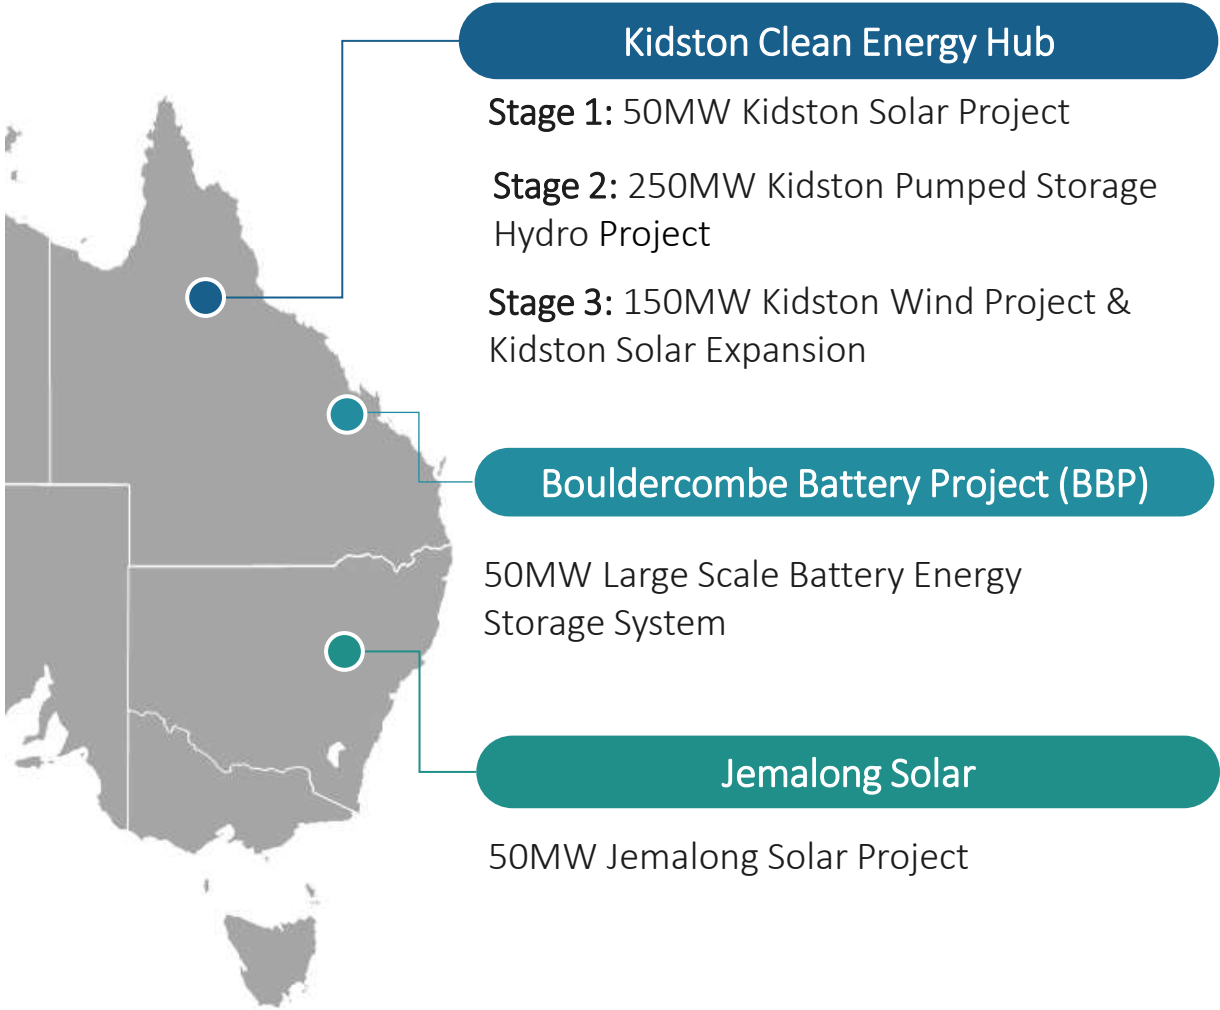 Kidston Clean Energy Hub
Stage 1: 50MW Kidston Solar Project
Stage 2: 250MW Kidston Pumped Storage
Hydro Project
Stage 3: 150MW Kidston Wind Project &
Kidston Solar Expansion
Bouldercombe Battery Project (BBP)
50MW Large Scale Battery Energy
Storage System
Jemalong Solar
50MW Jemalong Solar Project